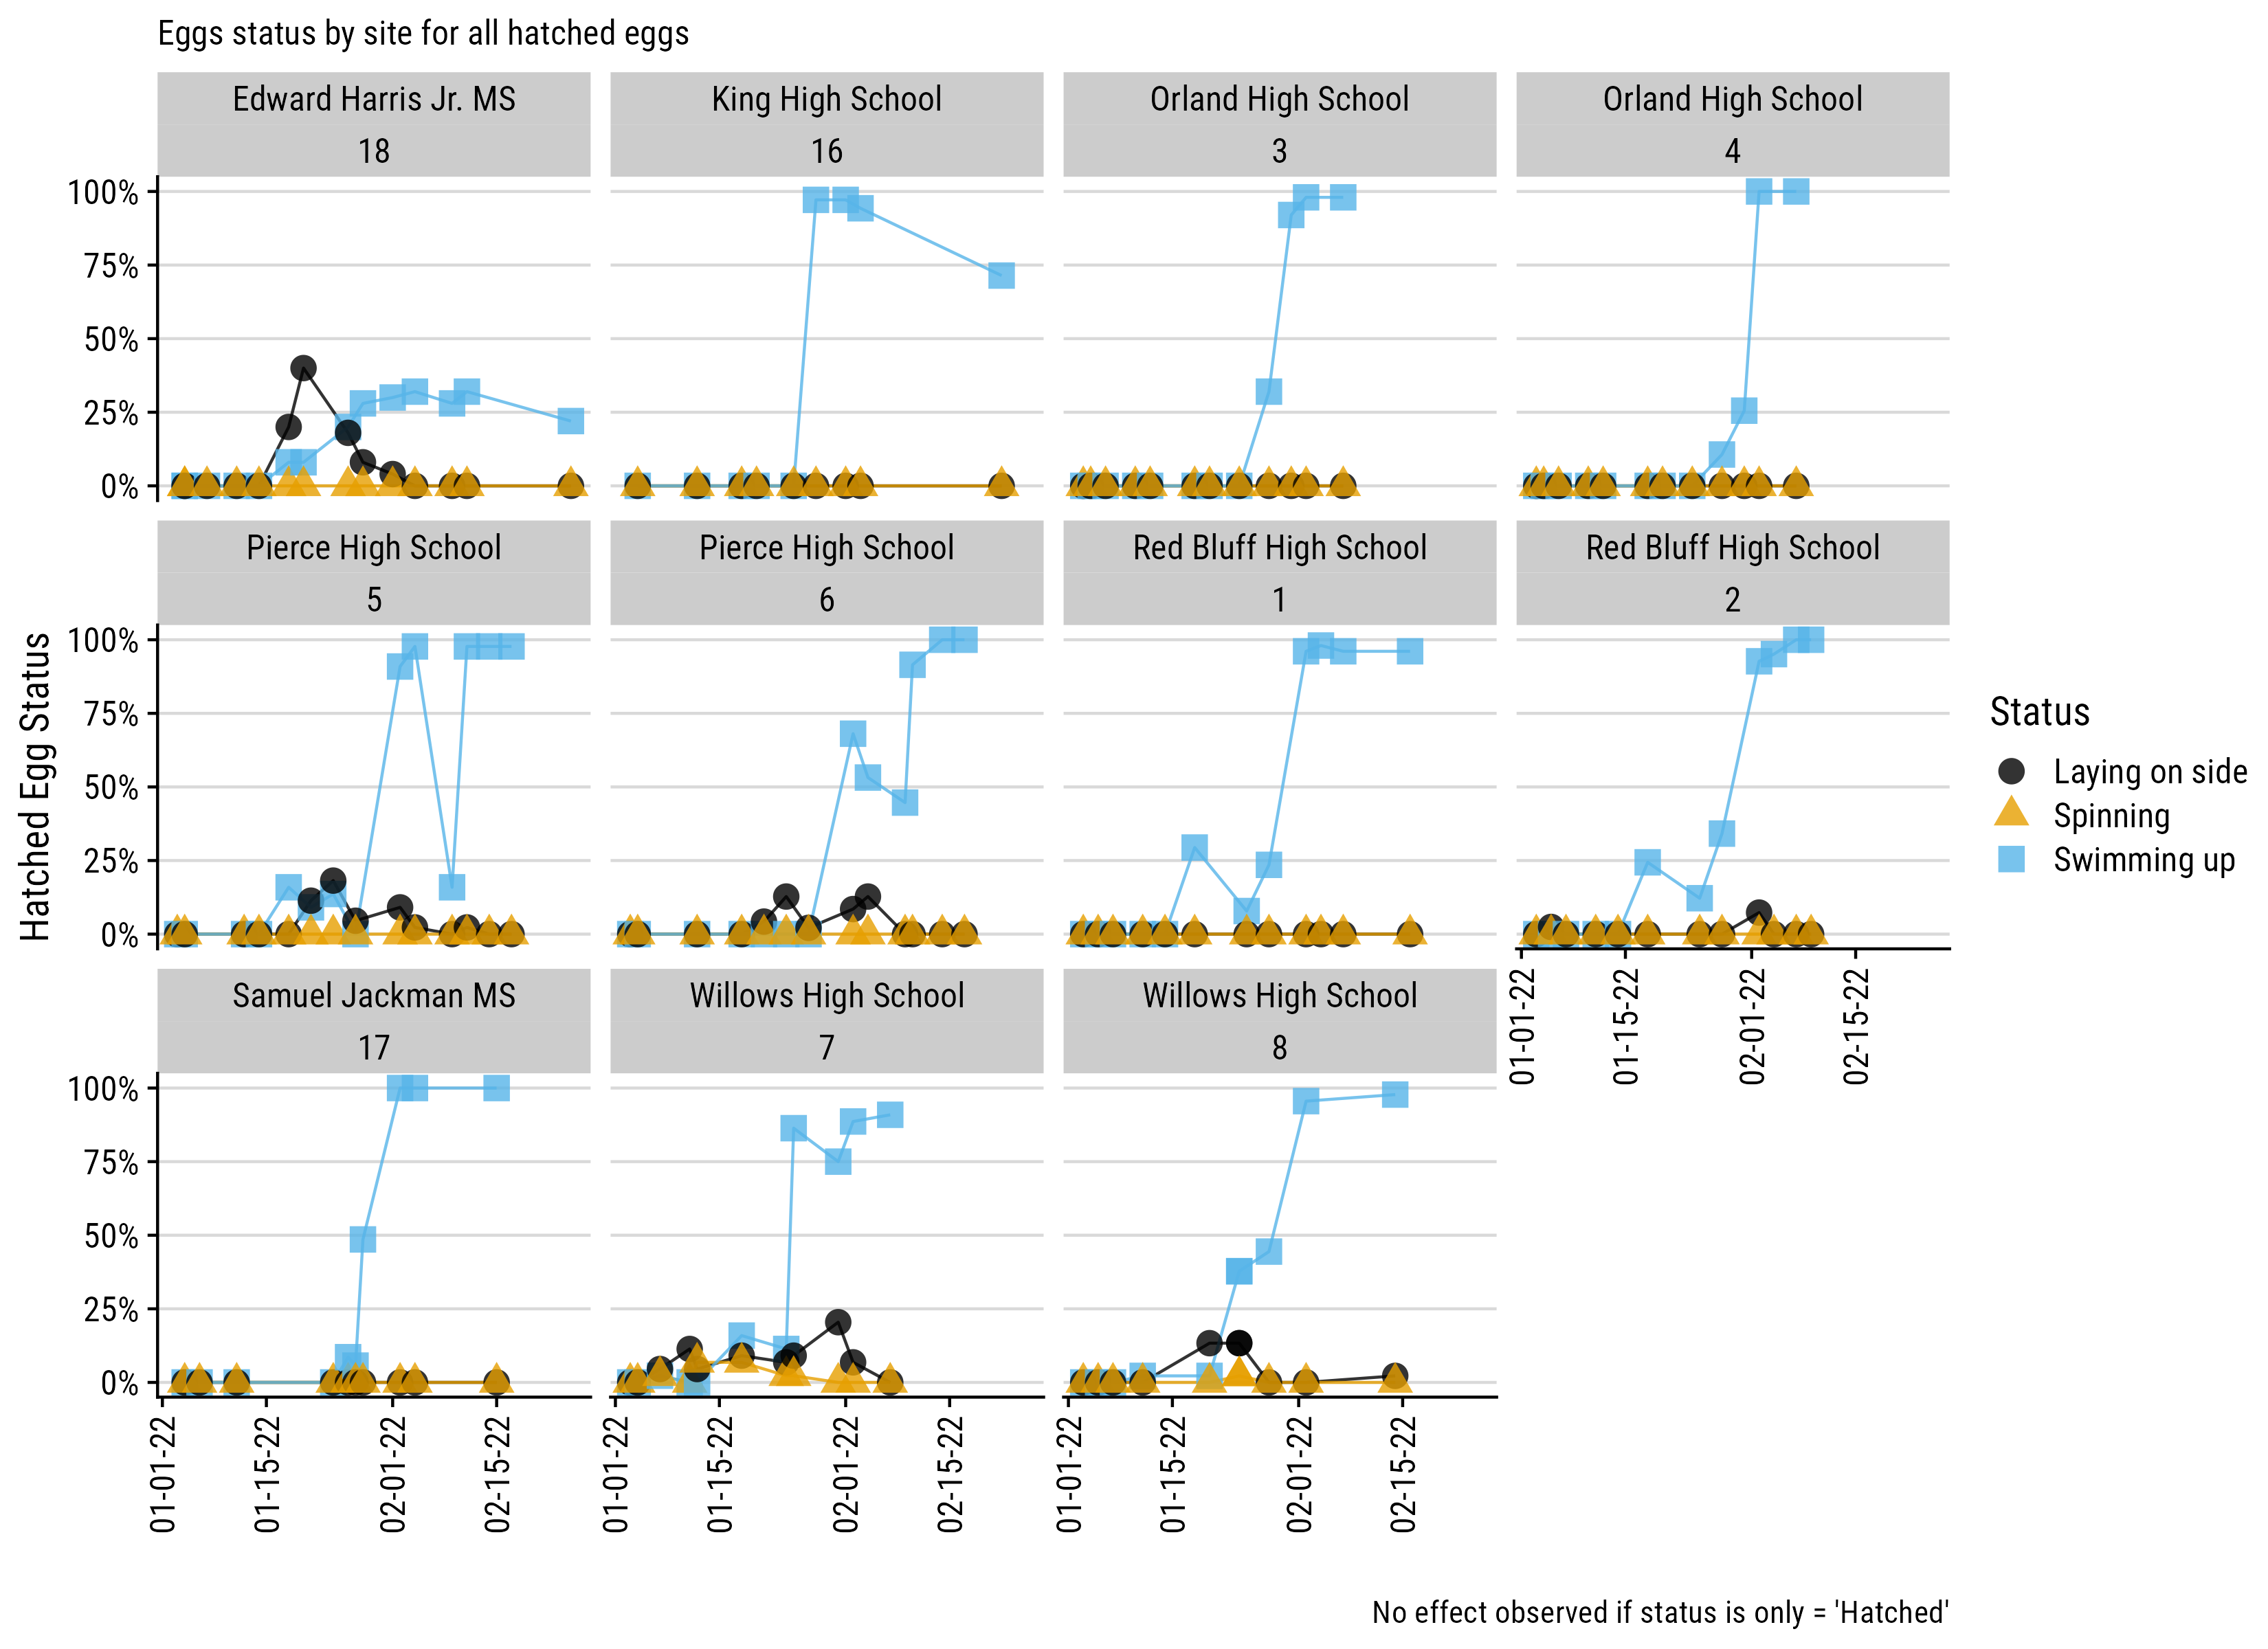 Eggs status by site for all hatched eggs
Edward Harris Jr. MS
18
King High School
16
Orland High School
3
Orland High School
4
100%
75%
50%
25%
0%
Pierce High School
5
Pierce High School
6
Red Bluff High School
1
Red Bluff High School
2
Hatched Egg Status
100%
75%
50%
25%
0%
01-01-22
01-15-22
02-01-22
02-15-22
Status
Laying on side
Spinning
Swimming up
Samuel Jackman MS
17
Willows High School
7
Willows High School
8
100%
75%
50%
25%
0%
01-01-22
01-15-22
02-01-22
02-15-22
01-01-22
01-15-22
02-01-22
02-15-22
01-01-22
01-15-22
02-01-22
02-15-22
No effect observed if status is only = 'Hatched'